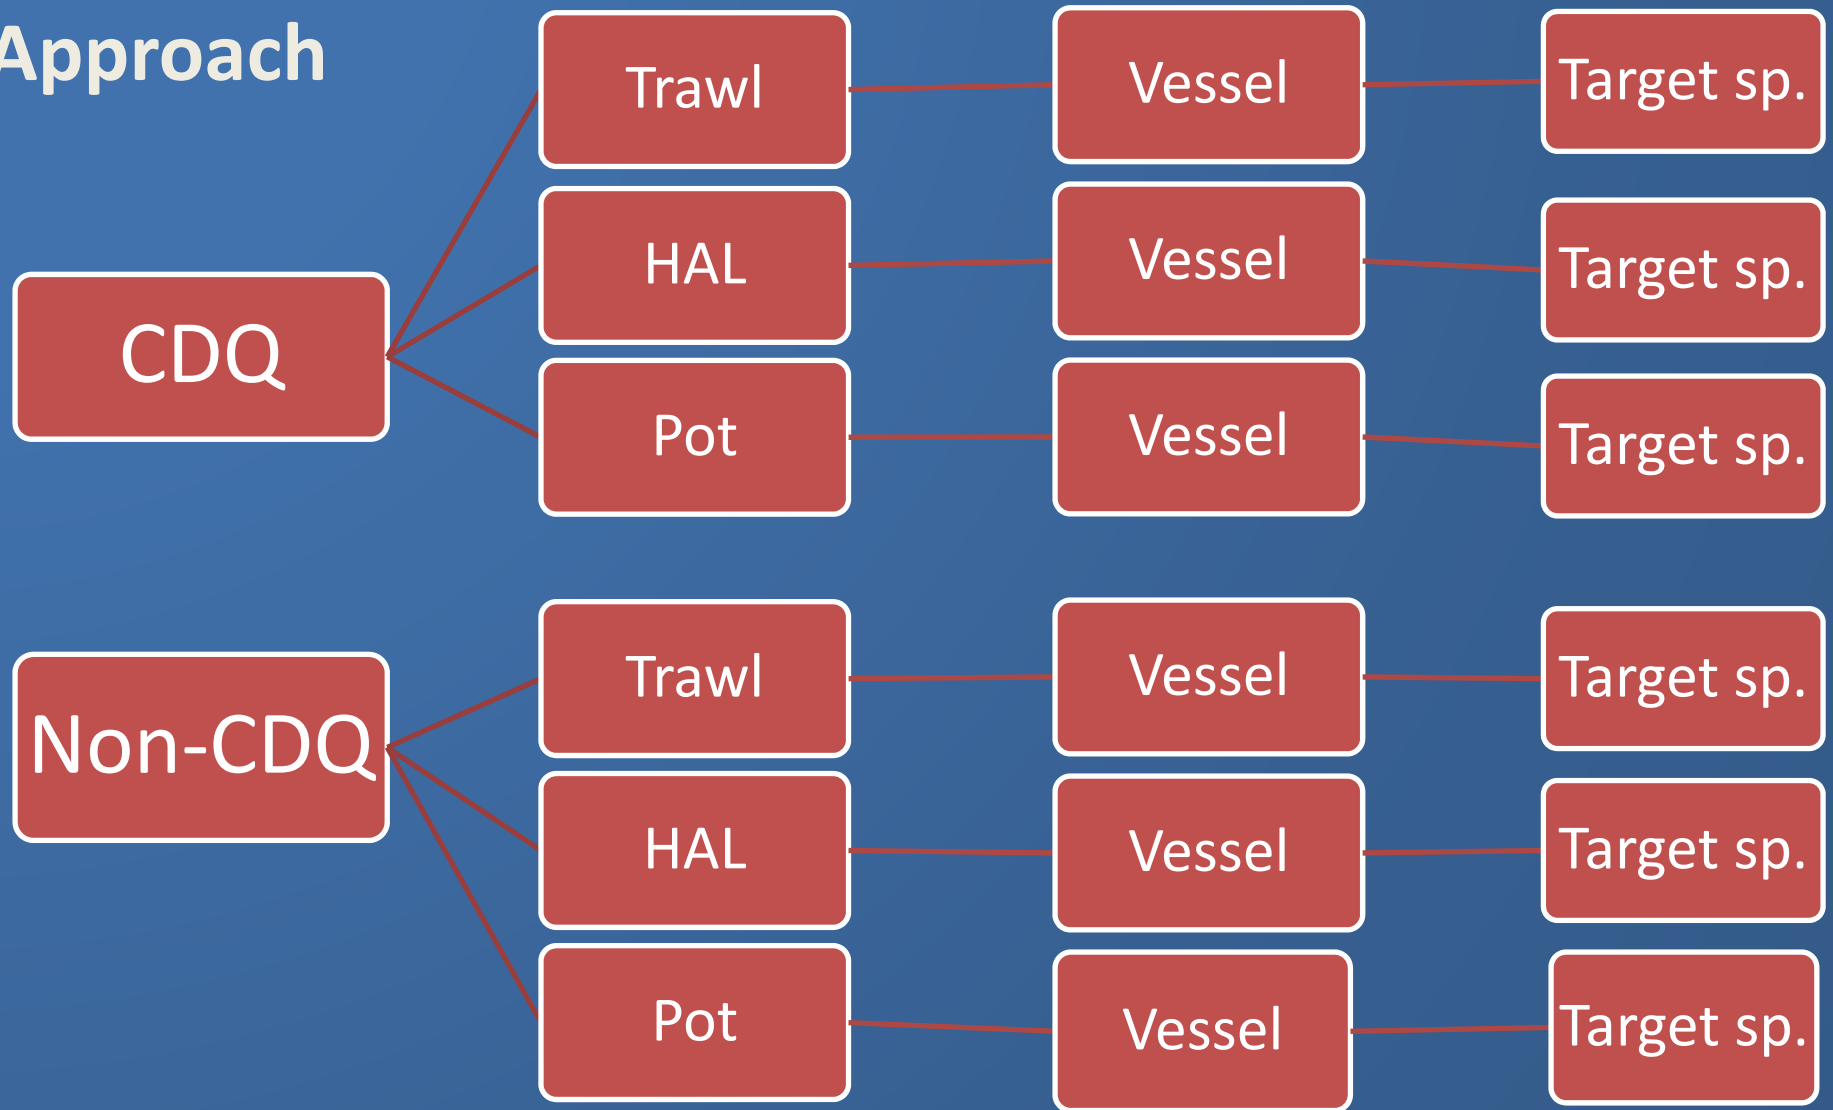 Approach
Trawl
Vessel
Target sp.
HAL
Vessel
Target sp.
CDQ
Pot
Vessel
Target sp.
Trawl
Vessel
Target sp.
Non-CDQ
HAL
Vessel
Target sp.
Pot
Vessel
Target sp.